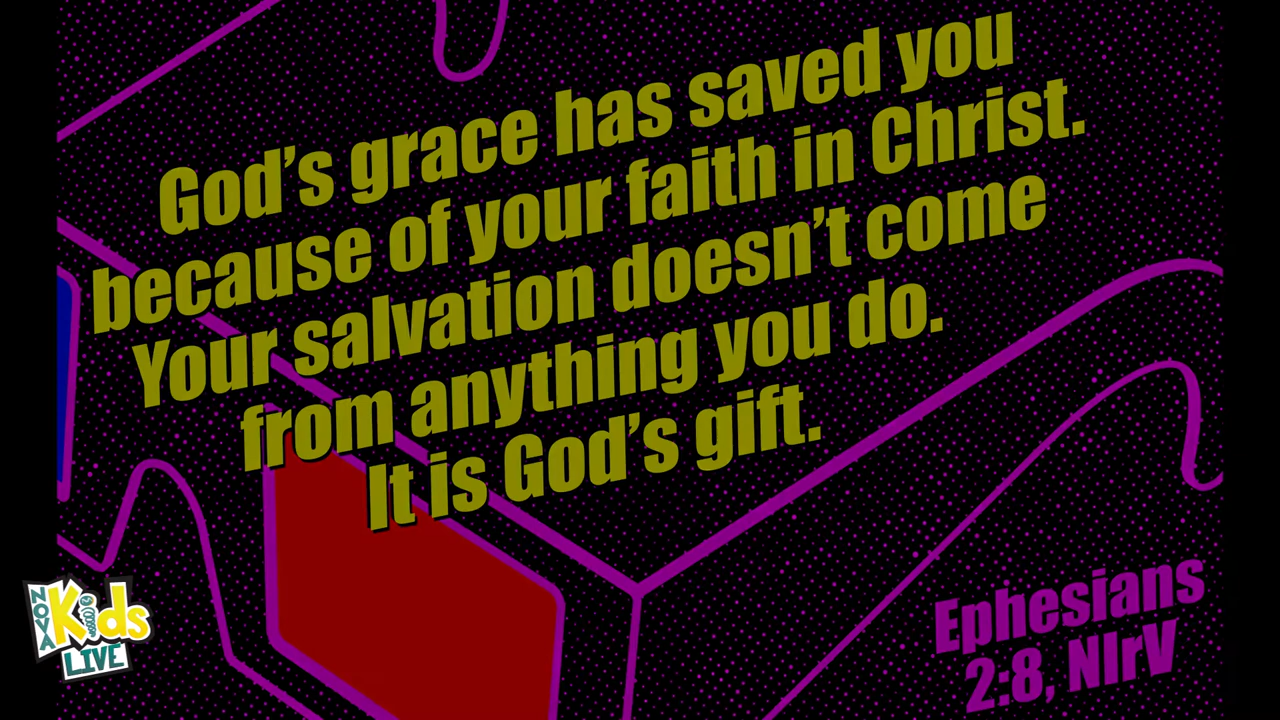 God's grace has saved you
because of your faith in Christ.
Your salvation doesn't come
from anything you do.
It is God's gift.
Ephesians
2:8, NIrV
NOVA
Kids
LIVE